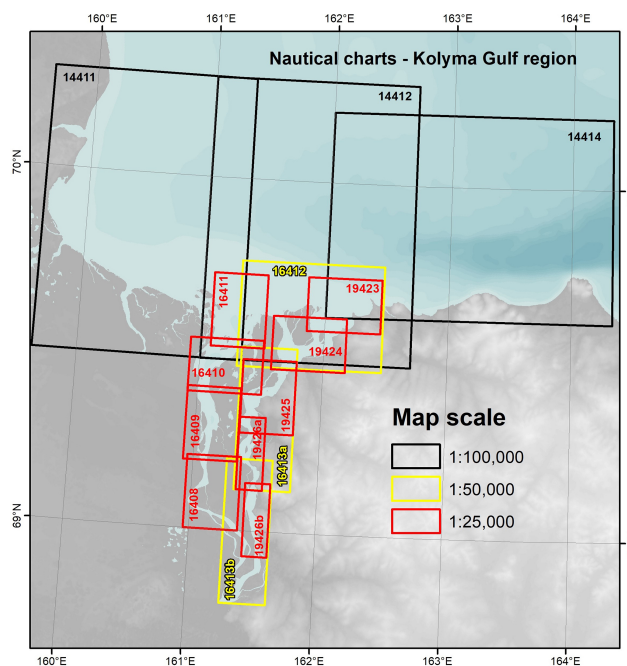 160°E 161°E 162°E 163°E 164°E
Nautical charts - Kolyma Gulf region
14411
14412
14414
70°N
16412
16411
19423
19424
16410
19425
16409
19426a
16413a
Map scale
1:100,000
1:50,000
1:25,000
16408
69°N
19426b
16413b
160°E 161°E 162°E 163°E 164°E